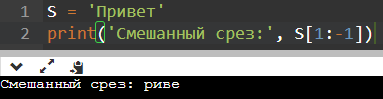 1 S = 'Привет'
2 print('Смешанный срез:', S[1:-1])
Смешанный срез: риве